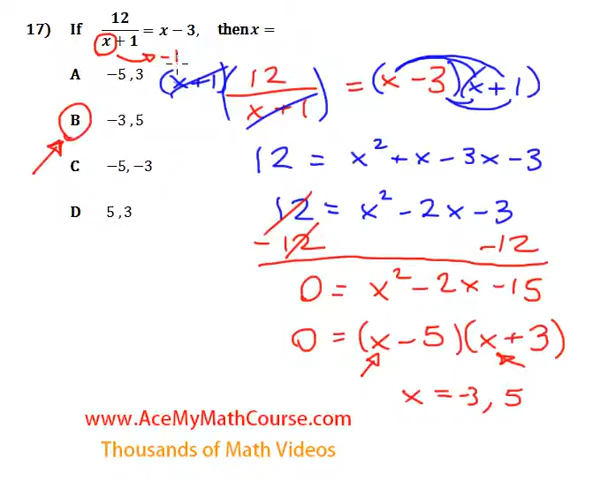 17) If 12/(x + 1) = x − 3, then x =
→ -1
A −5 , 3
B −3 , 5
C −5, −3
D 5 , 3
(x+1)(12/(x+1)) = (x-3)(x+1)
12 = x² + x - 3x - 3
12 = x² - 2x - 3
-12 -12
0 = x² - 2x - 15
0 = (x - 5)(x + 3)
x = -3, 5
www.AceMyMathCourse.com
Thousands of Math Videos